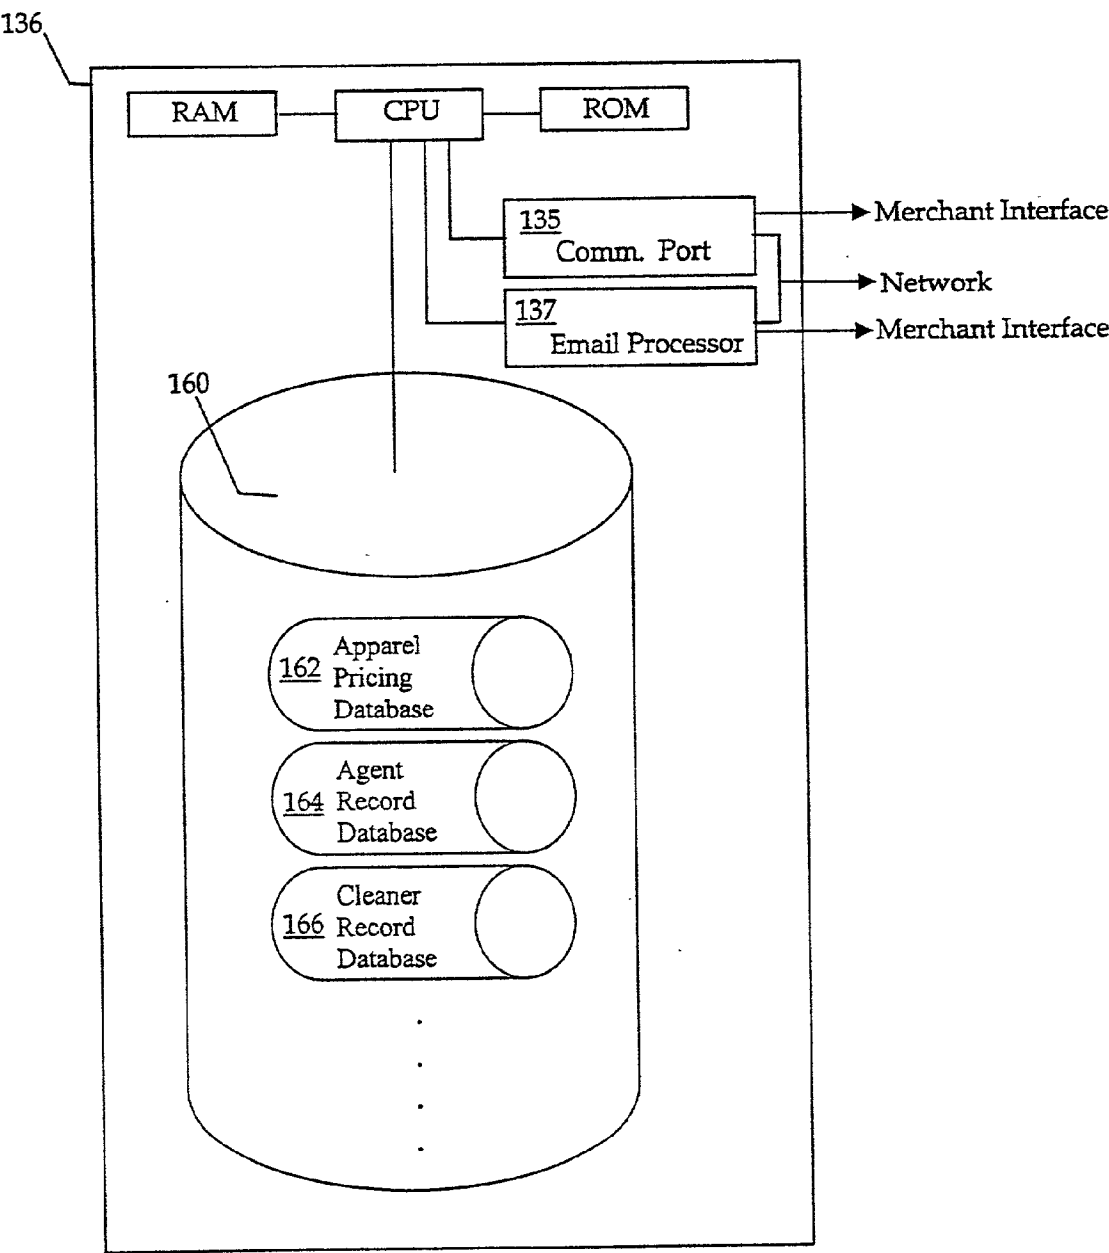 136
RAM
CPU
ROM
135
Comm. Port
Merchant Interface
Network
137
Email Processor
Merchant Interface
160
162
Apparel
Pricing
Database
164
Agent
Record
Database
166
Cleaner
Record
Database